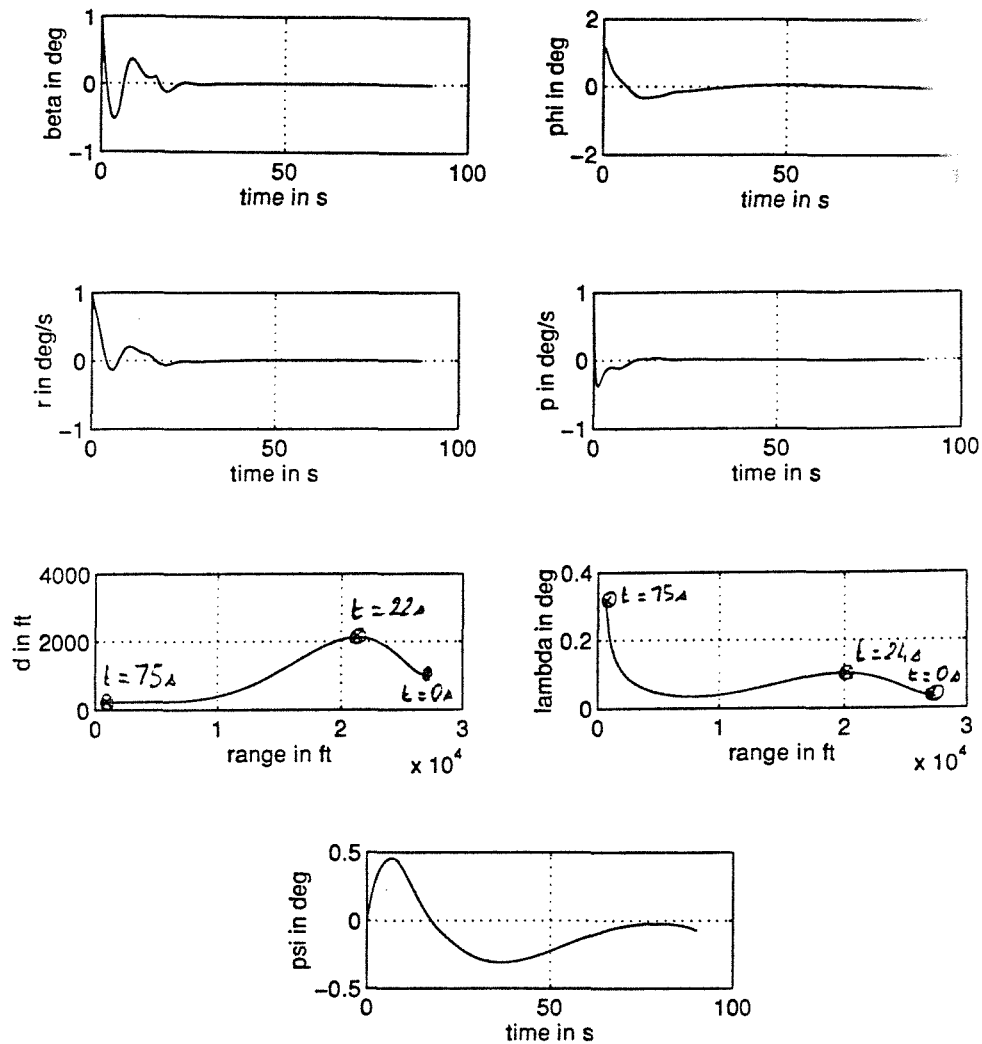 1
0
−1
beta in deg
0
50
100
time in s
2
0
−2
phi in deg
0
50
time in s
1
0
−1
r in deg/s
0
50
100
time in s
1
0
−1
p in deg/s
0
50
100
time in s
4000
2000
0
d in ft
t = 22s
t = 75s
t = 0s
0
1
2
3
range in ft
x 10⁴
0.4
0.2
0
lambda in deg
t = 75s
t = 24s
t = 0s
0
1
2
3
range in ft
x 10⁴
0.5
0
−0.5
psi in deg
0
50
100
time in s